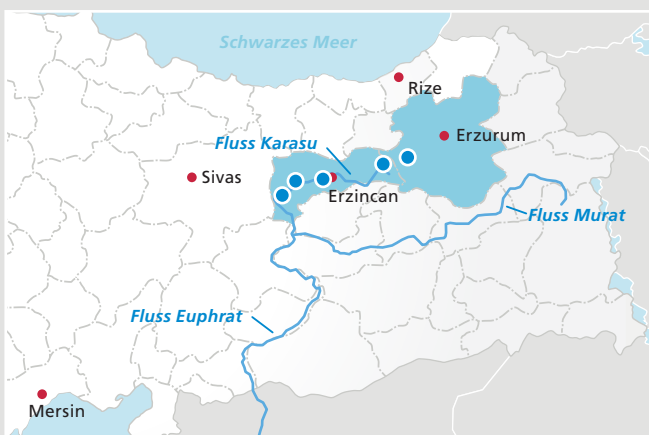 Schwarzes Meer
Rize
Erzurum
Fluss Karasu
Sivas
Erzincan
Fluss Murat
Fluss Euphrat
Mersin